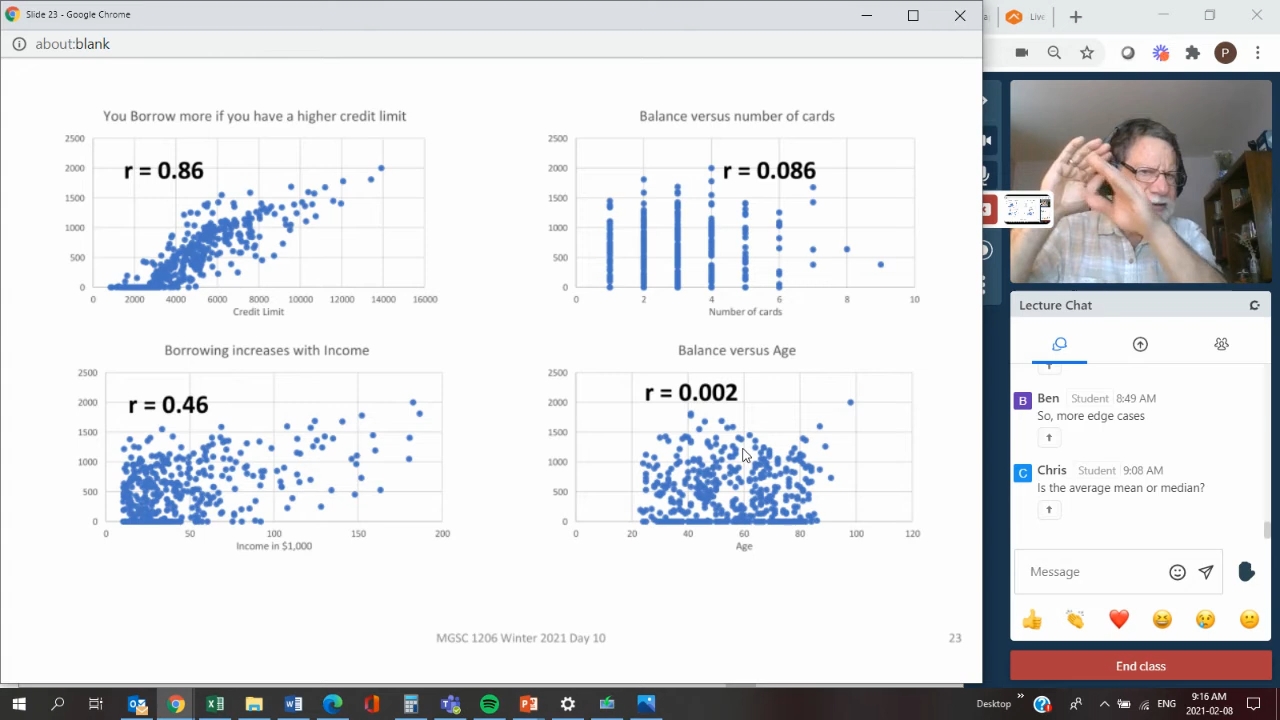 Slide 23 - Google Chrome
Live
about:blank
P
You Borrow more if you have a higher credit limit
2500
2000
1500
1000
500
0
r = 0.86
0 2000 4000 6000 8000 10000 12000 14000 16000
Credit Limit
Balance versus number of cards
2500
2000
1500
1000
500
0
r = 0.086
0 2 4 6 8 10
Number of cards
Borrowing increases with Income
2500
2000
1500
1000
500
0
r = 0.46
0 50 100 150 200
Income in $1,000
Balance versus Age
2500
2000
1500
1000
500
0
r = 0.002
0 20 40 60 80 100 120
Age
MGSC 1206 Winter 2021 Day 10
23
Lecture Chat
B
Ben Student 8:49 AM
So, more edge cases
C
Chris Student 9:08 AM
Is the average mean or median?
Message
End class
Desktop
ENG
9:16 AM
2021-02-08